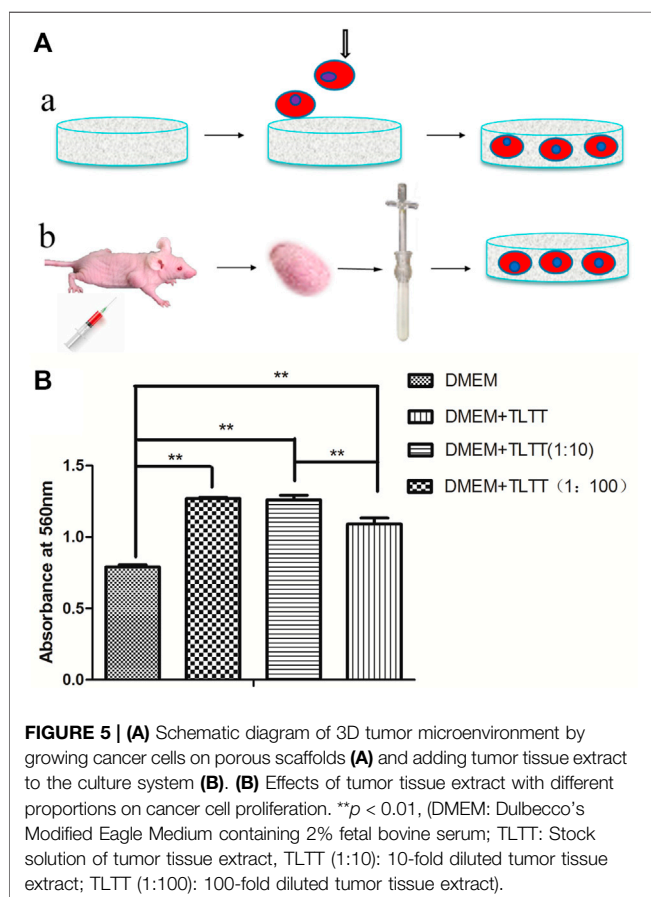 A
a
b
B
**
**
**
**
DMEM
DMEM+TLTT
DMEM+TLTT(1:10)
DMEM+TLTT（1：100）
Absorbance at 560nm
1.5
1.0
0.5
0.0
FIGURE 5 | (A) Schematic diagram of 3D tumor microenvironment by
growing cancer cells on porous scaffolds (A) and adding tumor tissue extract
to the culture system (B). (B) Effects of tumor tissue extract with different
proportions on cancer cell proliferation. **p < 0.01, (DMEM: Dulbecco’s
Modified Eagle Medium containing 2% fetal bovine serum; TLTT: Stock
solution of tumor tissue extract, TLTT (1:10): 10-fold diluted tumor tissue
extract; TLTT (1:100): 100-fold diluted tumor tissue extract).